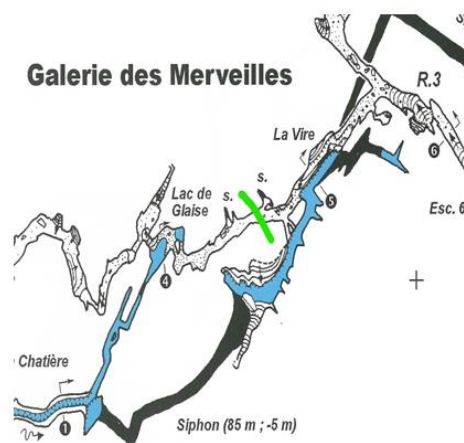 Galerie des Merveilles
R.3
La Vire
6
s.
s.
Lac de
Glaise
5
Esc. 6
4
Chatière
1
Siphon (85 m ; -5 m)